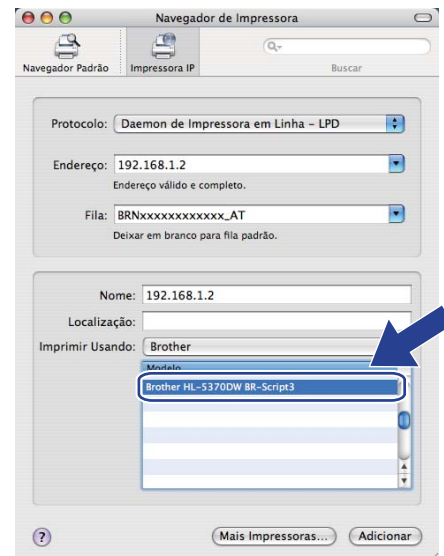 Navegador de Impressora
Navegador Padrão
Impressora IP
Buscar
Protocolo: Daemon de Impressora em Linha – LPD
Endereço: 192.168.1.2
Endereço válido e completo.
Fila: BRNxxxxxxxxxxxx_AT
Deixar em branco para fila padrão.
Nome: 192.168.1.2
Localização:
Imprimir Usando: Brother
Modelo
Brother HL-5370DW BR-Script3
? Mais Impressoras... Adicionar